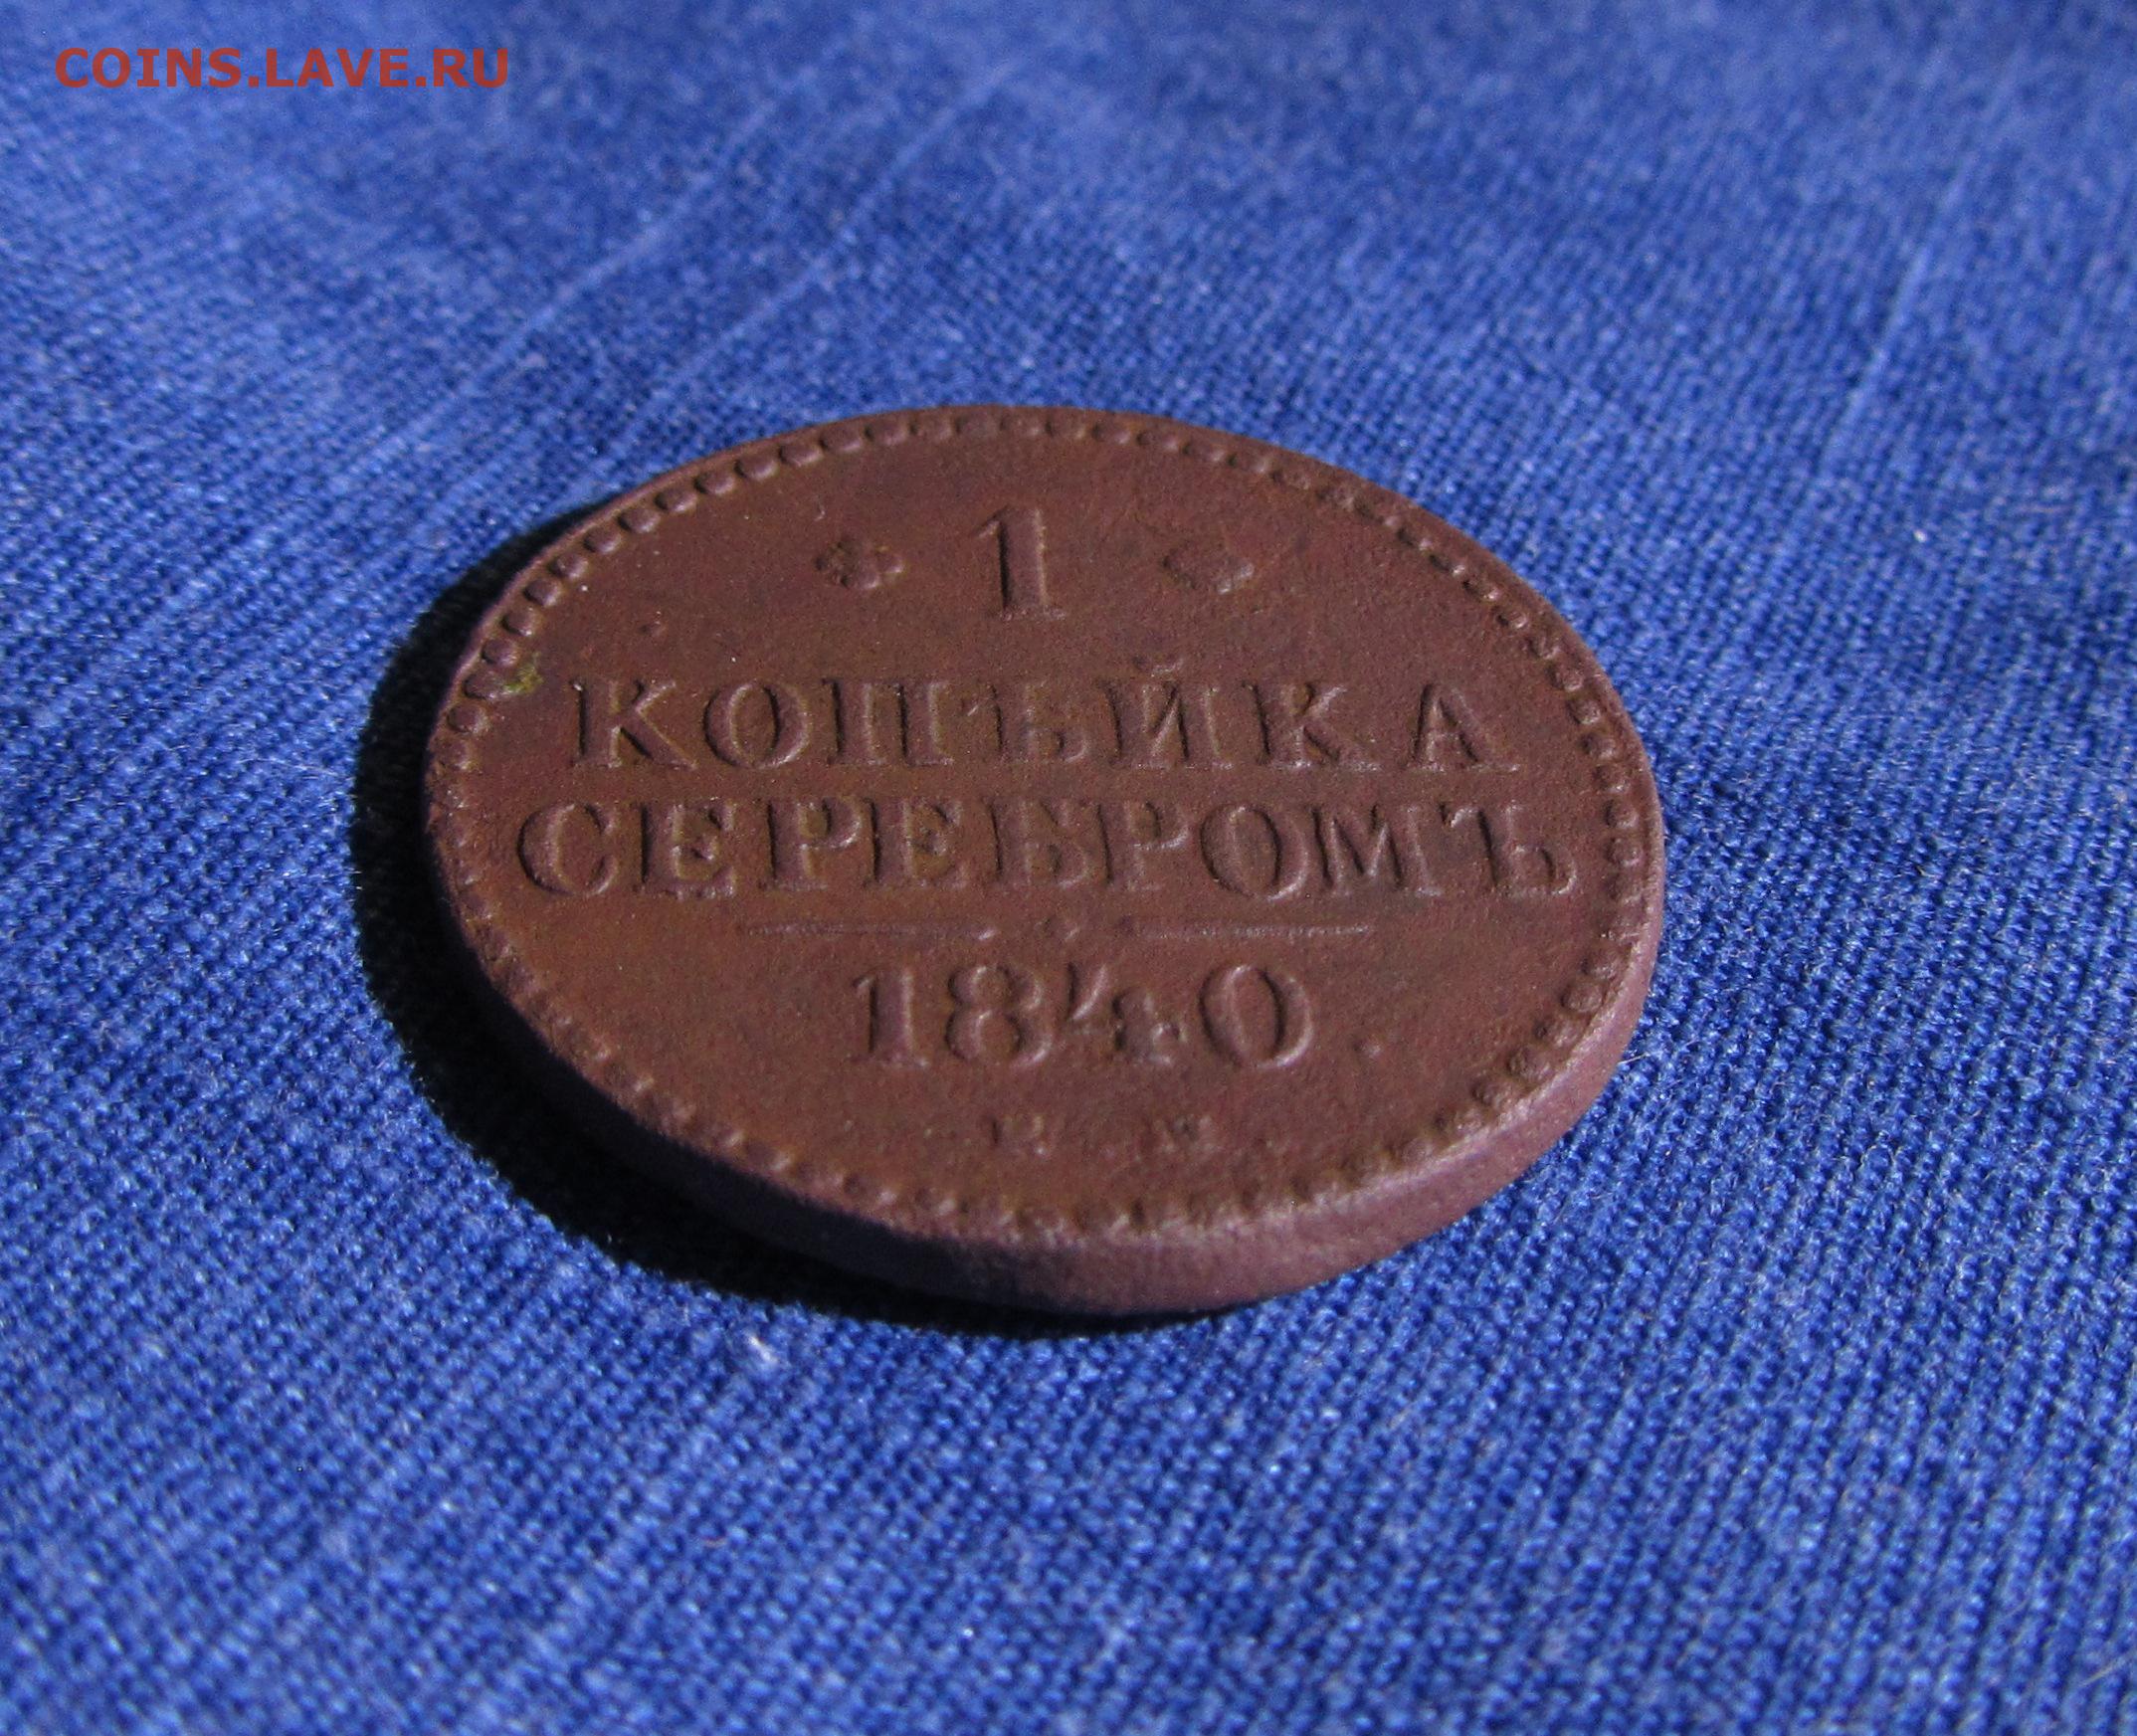 COINS.LAVE.RU
1
КОПѢЙКА
СЕРЕБРОМЪ
1840